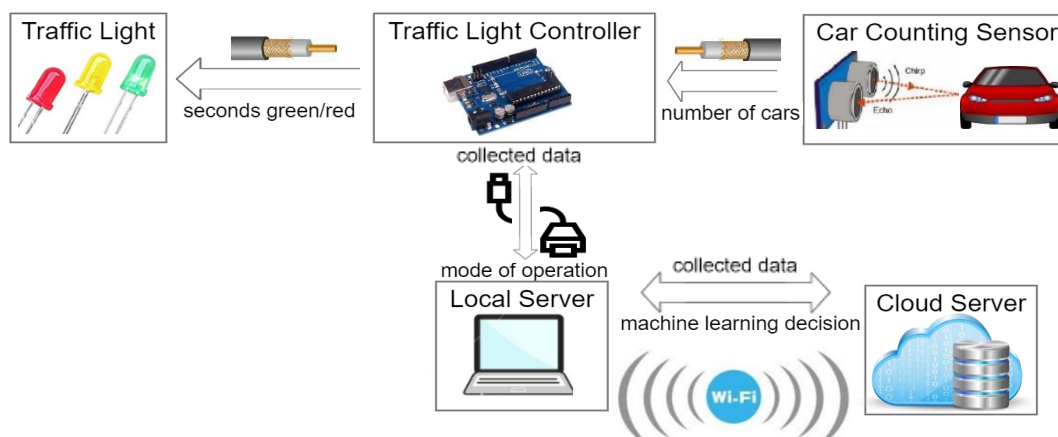 Traffic Light
Traffic Light Controller
Car Counting Sensor
Chirp
Echo
seconds green/red
number of cars
collected data
mode of operation
collected data
Local Server
machine learning decision
Cloud Server
Wi-Fi